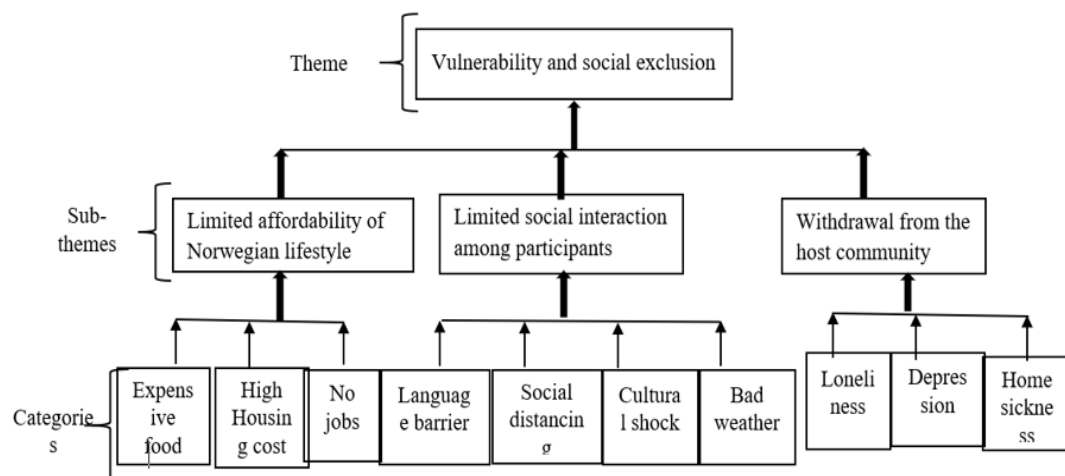 Theme
Vulnerability and social exclusion
Sub-
themes
Limited affordability of
Norwegian lifestyle
Limited social interaction
among participants
Withdrawal from the
host community
Categorie
s
Expens
ive
food
High
Housin
g cost
No
jobs
Languag
e barrier
Social
distancin
g
Cultura
l shock
Bad
weather
Loneli
ness
Depres
sion
Home
sickne
ss